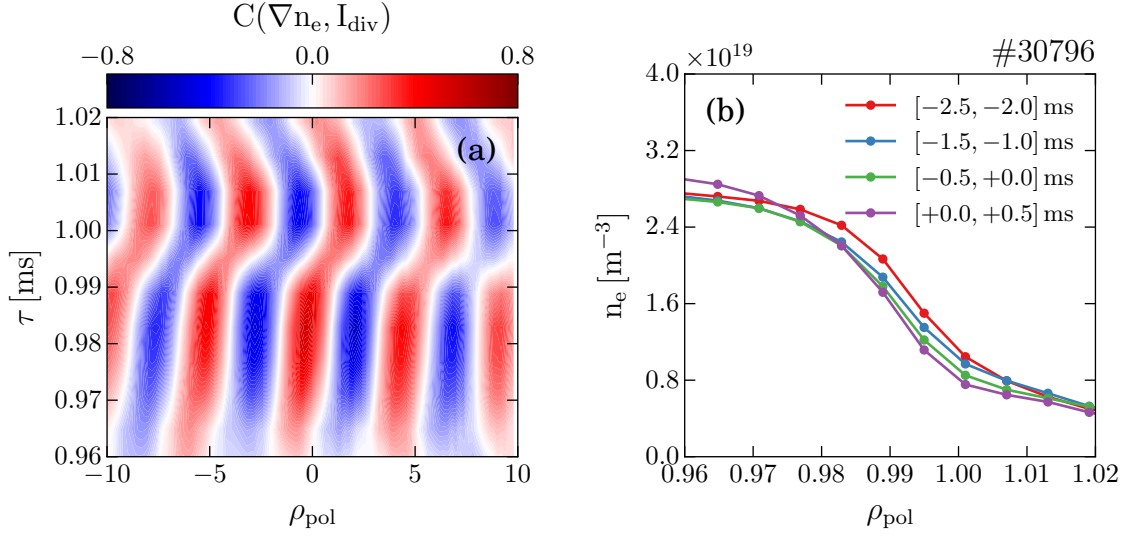 C(∇nₑ, I_div)
−0.8 0.0 0.8
(a)
τ [ms]
1.02
1.01
1.00
0.99
0.98
0.97
0.96
−10 −5 0 5 10
ρ_pol
×10¹⁹ #30796
(b)
[−2.5, −2.0] ms
[−1.5, −1.0] ms
[−0.5, +0.0] ms
[+0.0, +0.5] ms
nₑ [m⁻³]
4.0
3.2
2.4
1.6
0.8
0.0
0.96 0.97 0.98 0.99 1.00 1.01 1.02
ρ_pol